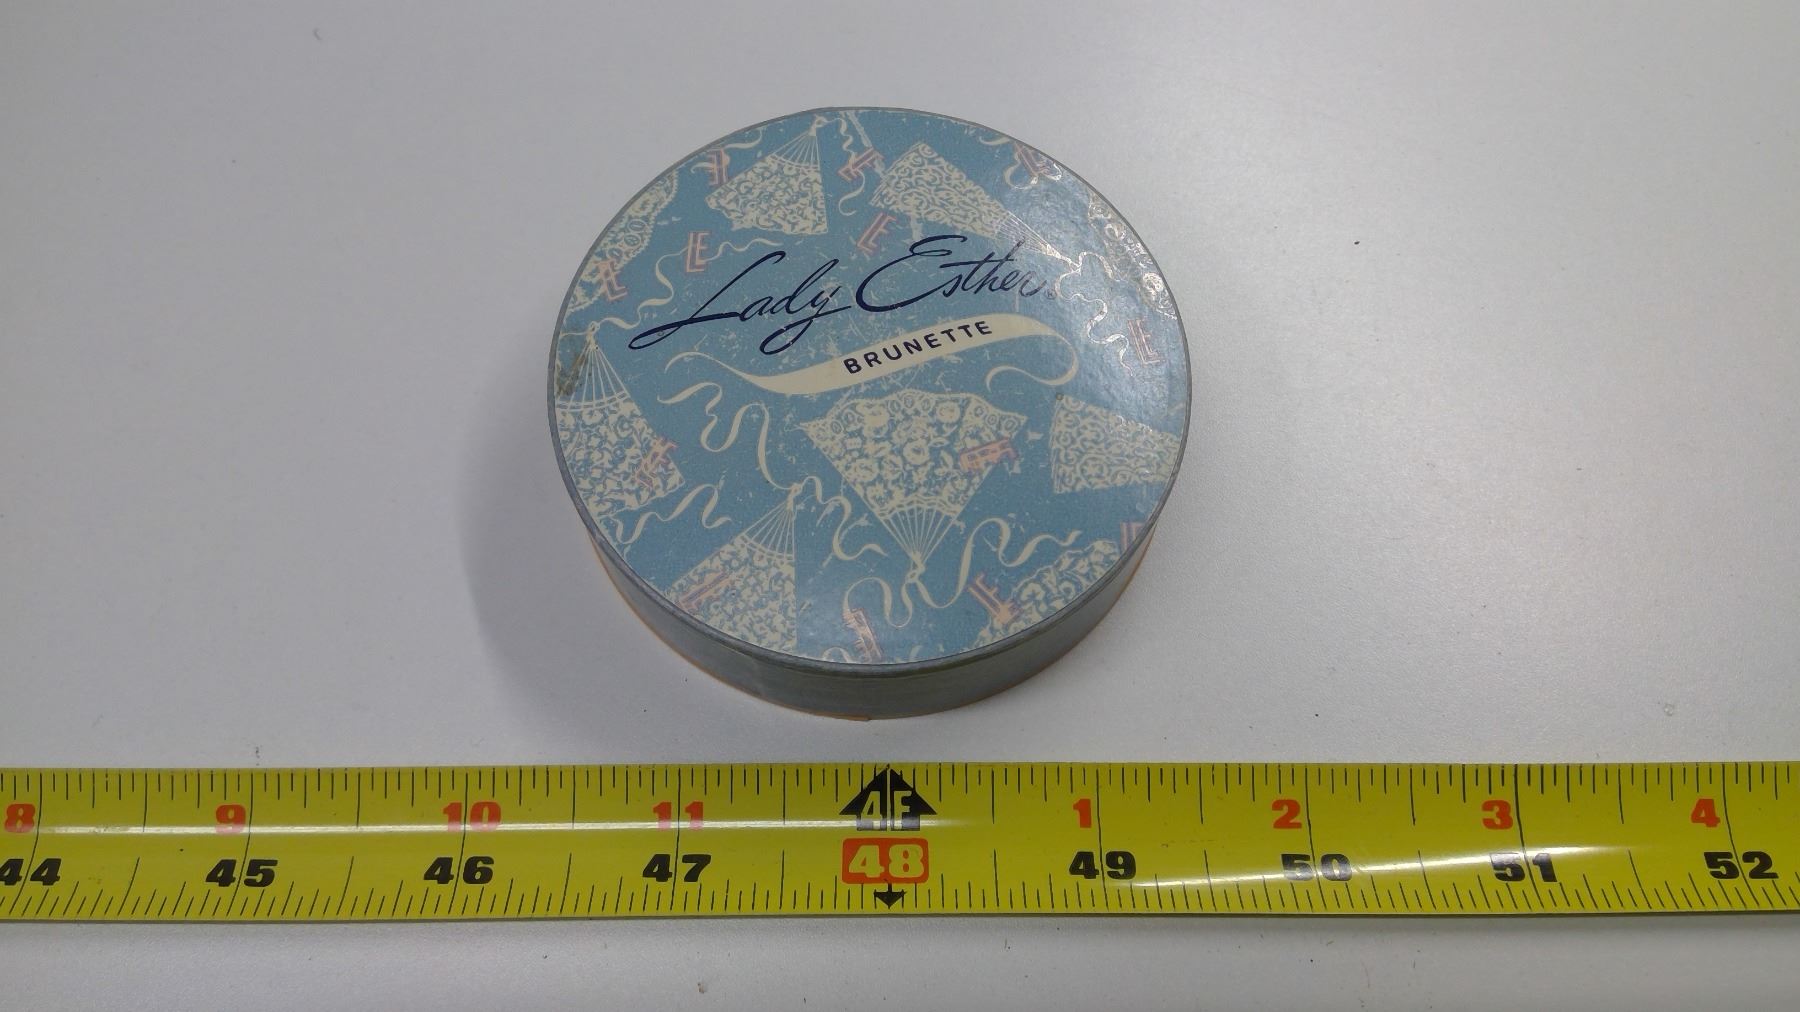 Lady Esther
BRUNETTE
8 9 10 11 4F 1 2 3 4
44 45 46 47 48 49 50 51 52